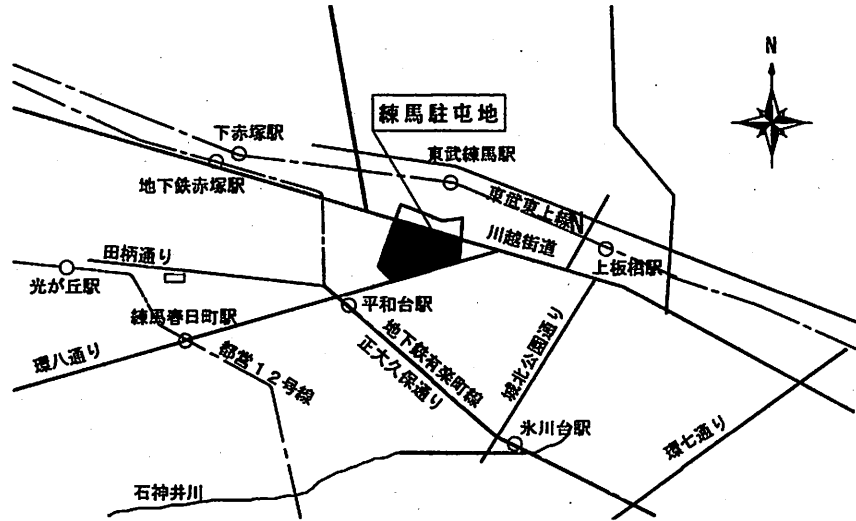 N
練馬駐屯地
下赤塚駅
東武練馬駅
地下鉄赤塚駅
東武東上線
川越街道
上板橋駅
田柄通り
光が丘駅
練馬春日町駅
平和台駅
環八通り
都営12号線
地下鉄有楽町線
正大久保通り
城北公園通り
氷川台駅
環七通り
石神井川